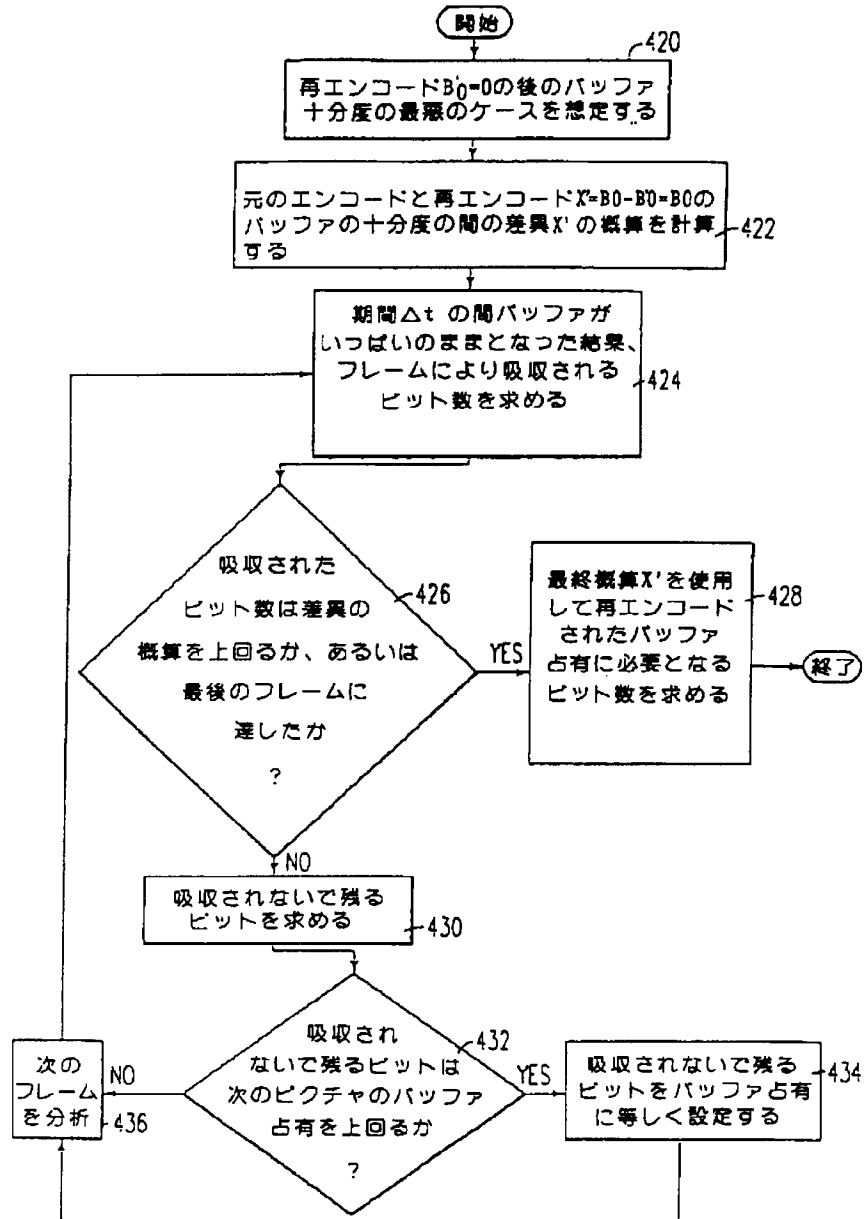 開始
420
再エンコードB'0=0の後のバッファ
十分度の最悪のケースを想定する
元のエンコードと再エンコードX'=B0-B'0=B0の
バッファの十分度の間の差異X'の概算を計算
する
422
期間△t の間バッファが
いっぱいのままとなった結果、
フレームにより吸収される
ビット数を求める
424
吸収された
ビット数は差異の
概算を上回るか、あるいは
最後のフレームに
達したか
?
426
YES
最終概算X'を使用
して再エンコード
されたバッファ
占有に必要となる
ビット数を求める
428
終了
NO
吸収されないで残る
ビットを求める
430
吸収され
ないで残るビットは
次のピクチャのバッファ
占有を上回るか
?
432
YES
吸収されないで残る
ビットをバッファ占有
に等しく設定する
434
NO
次の
フレーム
を分析
436